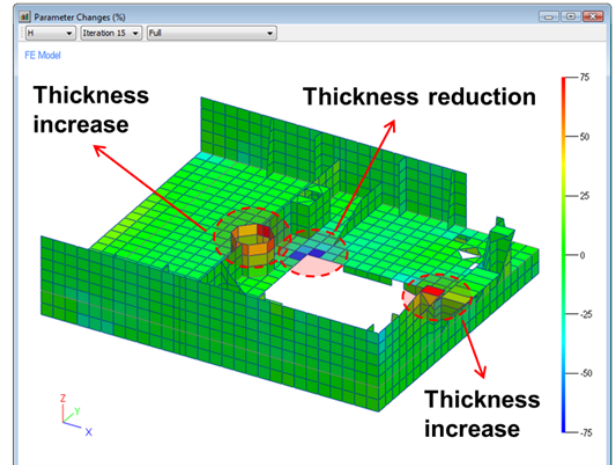 Parameter Changes (%)
H Iteration 15 Full
FE Model
Thickness
increase
Thickness reduction
75
50
25
0
-25
-50
-75
Thickness
increase
Z
Y
X